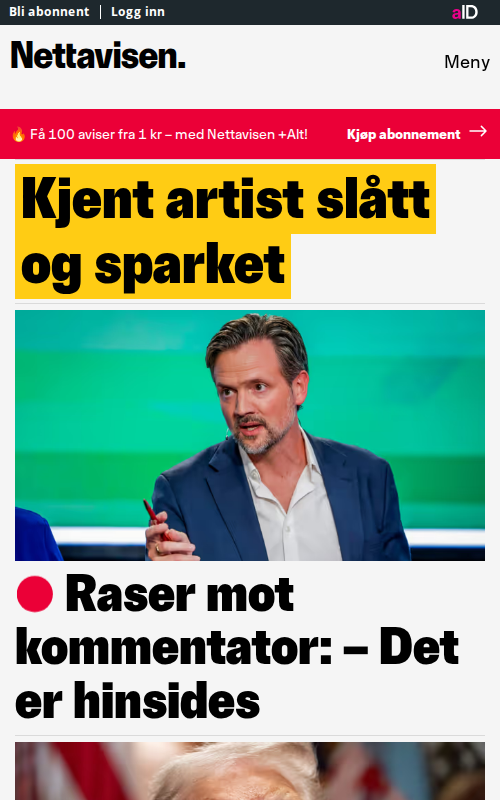 Bli abonnent | Logg inn
aID
Nettavisen.
Meny
🔥 Få 100 aviser fra 1 kr – med Nettavisen +Alt!
Kjøp abonnement →
Kjent artist slått
og sparket
Raser mot
kommentator: – Det
er hinsides